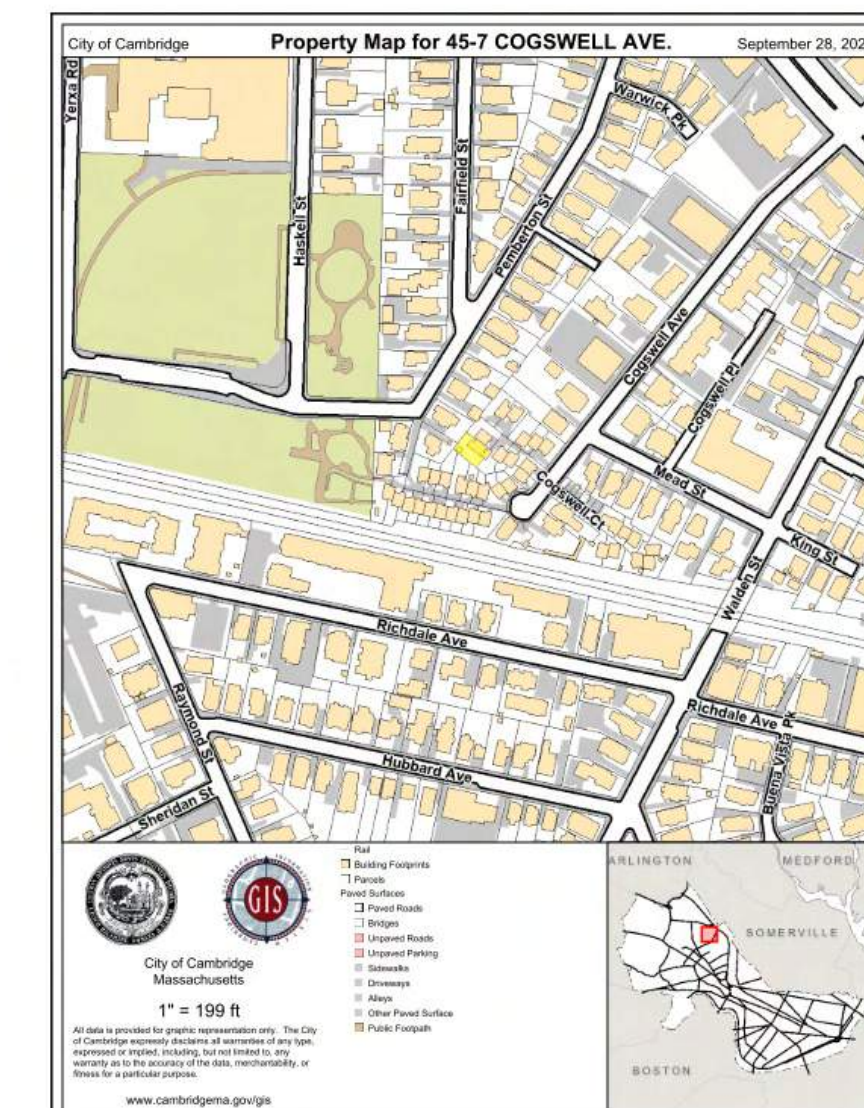 City of Cambridge
Property Map for 45-7 COGSWELL AVE.
September 28, 202
Yerxa Rd
Haskell St
Fairfield St
Pemberton St
Warwick Pk
Cogswell Ave
Cogswell Pl
Mead St
Cogswell Ct
King St
Walden St
Richdale Ave
Richdale Ave
Raymond St
Hubbard Ave
Buena Vista Pk
Sheridan St
GIS
City of Cambridge
Massachusetts
1" = 199 ft
All data is provided for graphic representation only. The City
of Cambridge expressly disclaims all warranties of any type,
expressed or implied, including, but not limited to, any
warranty as to the accuracy of the data, merchantability, or
fitness for a particular purpose.
www.cambridgema.gov/gis
Rail
Building Footprints
Parcels
Paved Surfaces
Paved Roads
Bridges
Unpaved Roads
Unpaved Parking
Sidewalks
Driveways
Alleys
Other Paved Surface
Public Footpath
ARLINGTON
MEDFORD
SOMERVILLE
BOSTON